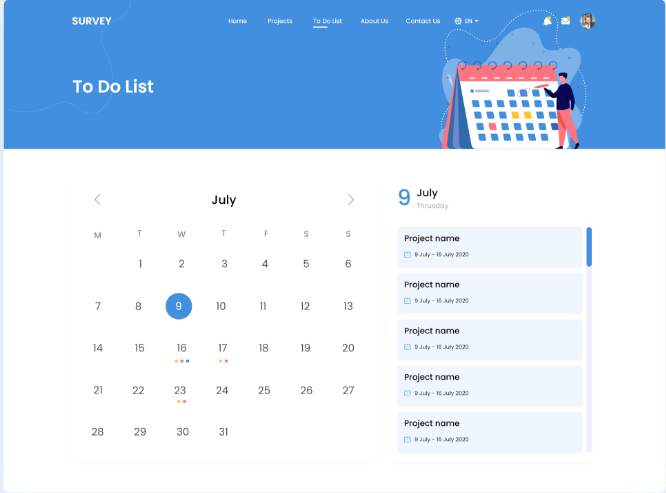 SURVEY Home Projects To Do List About Us Contact Us EN
To Do List
July
M T W T F S S
1 2 3 4 5 6
7 8 9 10 11 12 13
14 15 16 17 18 19 20
21 22 23 24 25 26 27
28 29 30 31
9 July
Thrusday
Project name
9 July - 16 July 2020
Project name
9 July - 16 July 2020
Project name
9 July - 16 July 2020
Project name
9 July - 16 July 2020
Project name
9 July - 16 July 2020